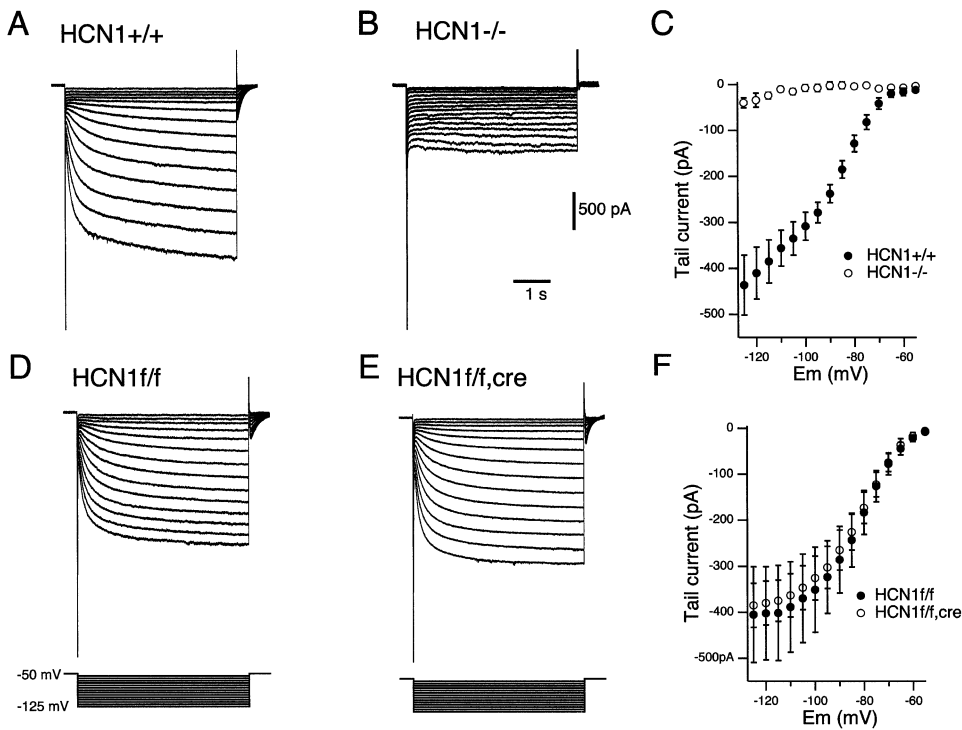 A
HCN1+/+
B
HCN1-/-
C
500 pA
1 s
Tail current (pA)
0
-100
-200
-300
-400
-500
HCN1+/+
HCN1-/-
-120
-100
-80
-60
Em (mV)
D
HCN1f/f
E
HCN1f/f,cre
F
-50 mV
-125 mV
Tail current (pA)
0
-100
-200
-300
-400
-500pA
HCN1f/f
HCN1f/f,cre
-120
-100
-80
-60
Em (mV)